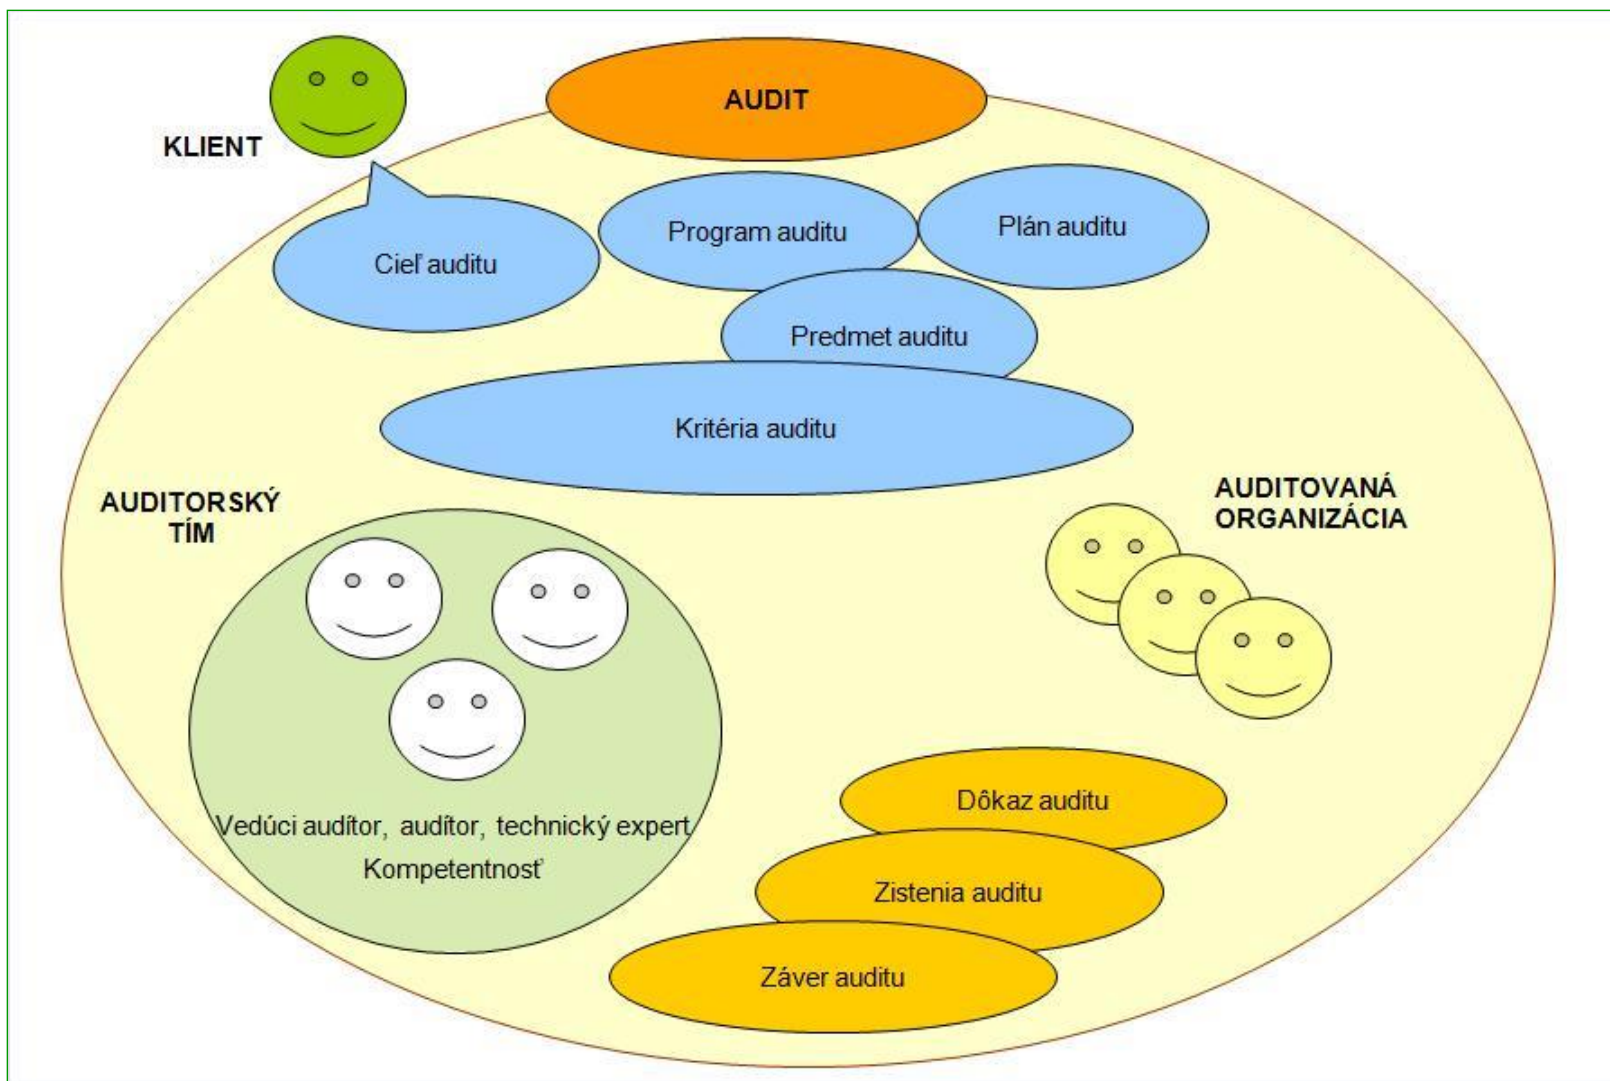 AUDIT
KLIENT
Cieľ auditu
Program auditu
Plán auditu
Predmet auditu
Kritéria auditu
AUDITORSKÝ
TÍM
AUDITOVANÁ
ORGANIZÁCIA
Vedúci audítor, audítor, technický expert
Kompetentnosť
Dôkaz auditu
Zistenia auditu
Záver auditu